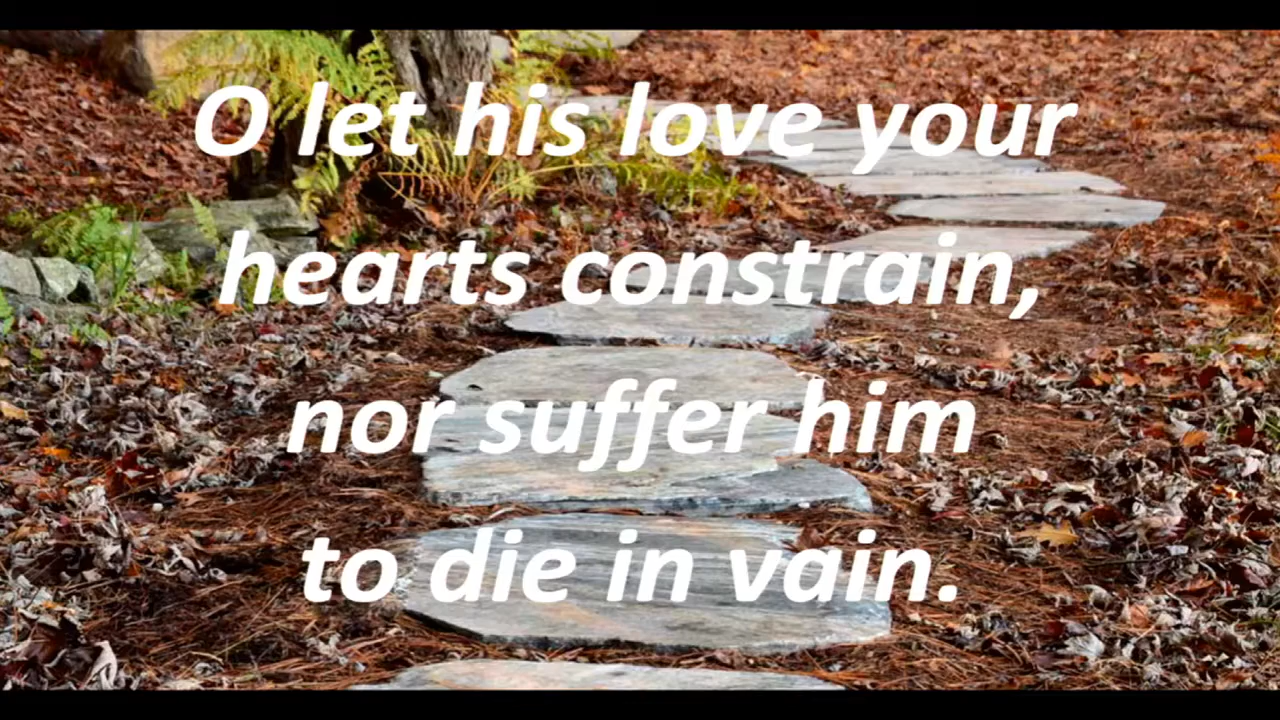 O let his love your
hearts constrain,
nor suffer him
to die in vain.